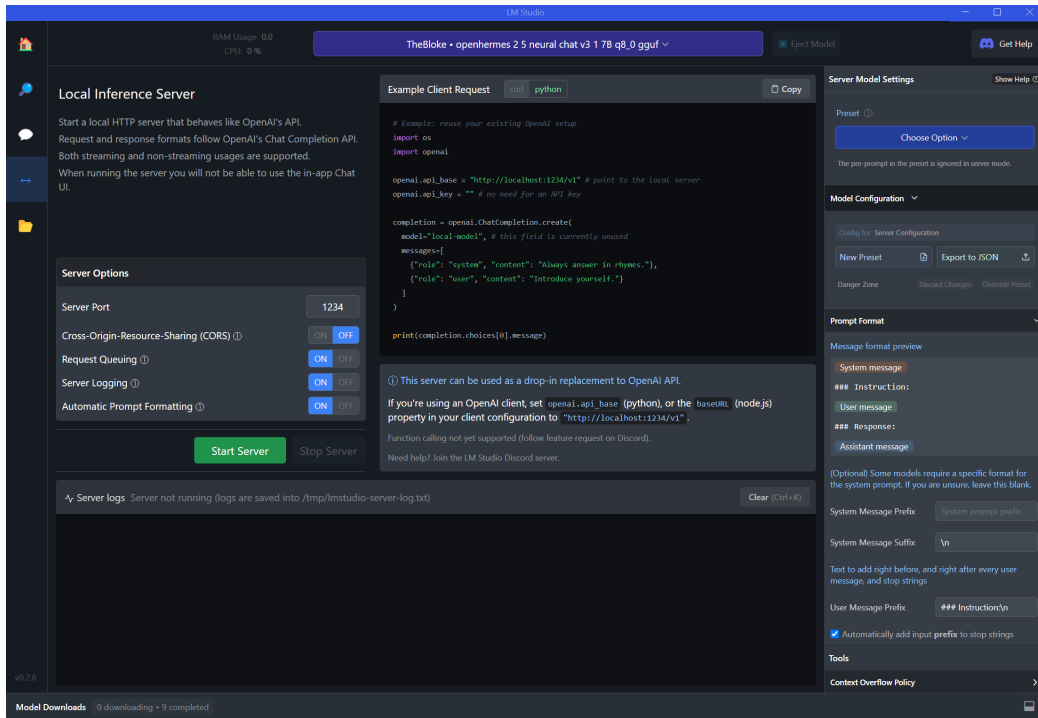 LM Studio
RAM Usage 0.0
CPU: 0 %
TheBloke • openhermes 2 5 neural chat v3 1 7B q8_0 gguf
Eject Model
Get Help
Local Inference Server
Start a local HTTP server that behaves like OpenAI's API.
Request and response formats follow OpenAI's Chat Completion API.
Both streaming and non-streaming usages are supported.
When running the server you will not be able to use the in-app Chat
UI.
Server Options
Server Port 1234
Cross-Origin-Resource-Sharing (CORS) ON OFF
Request Queuing ON OFF
Server Logging ON OFF
Automatic Prompt Formatting ON OFF
Start Server Stop Server
Example Client Request curl python Copy
# Example: reuse your existing OpenAI setup
import os
import openai
openai.api_base = "http://localhost:1234/v1" # point to the local server
openai.api_key = "" # no need for an API key
completion = openai.ChatCompletion.create(
model="local-model", # this field is currently unused
messages=[
{"role": "system", "content": "Always answer in rhymes."},
{"role": "user", "content": "Introduce yourself."}
]
)
print(completion.choices[0].message)
This server can be used as a drop-in replacement to OpenAI API.
If you're using an OpenAI client, set openai.api_base (python), or the baseURL (node.js)
property in your client configuration to "http://localhost:1234/v1".
Function calling not yet supported (follow feature request on Discord).
Need help? Join the LM Studio Discord server.
Server logs Server not running (logs are saved into /tmp/lmstudio-server-log.txt) Clear (Ctrl+K)
Server Model Settings Show Help
Preset
Choose Option
The pre-prompt in the preset is ignored in server mode.
Model Configuration
Config for Server Configuration
New Preset Export to JSON
Danger Zone Discard Changes Override Preset
Prompt Format
Message format preview
System message
### Instruction:
User message
### Response:
Assistant message
(Optional) Some models require a specific format for
the system prompt. If you are unsure, leave this blank.
System Message Prefix System prompt prefix
System Message Suffix \n
Text to add right before, and right after every user
message, and stop strings
User Message Prefix ### Instruction:\n
Automatically add input prefix to stop strings
Tools
Context Overflow Policy
v0.2.8
Model Downloads 0 downloading • 9 completed